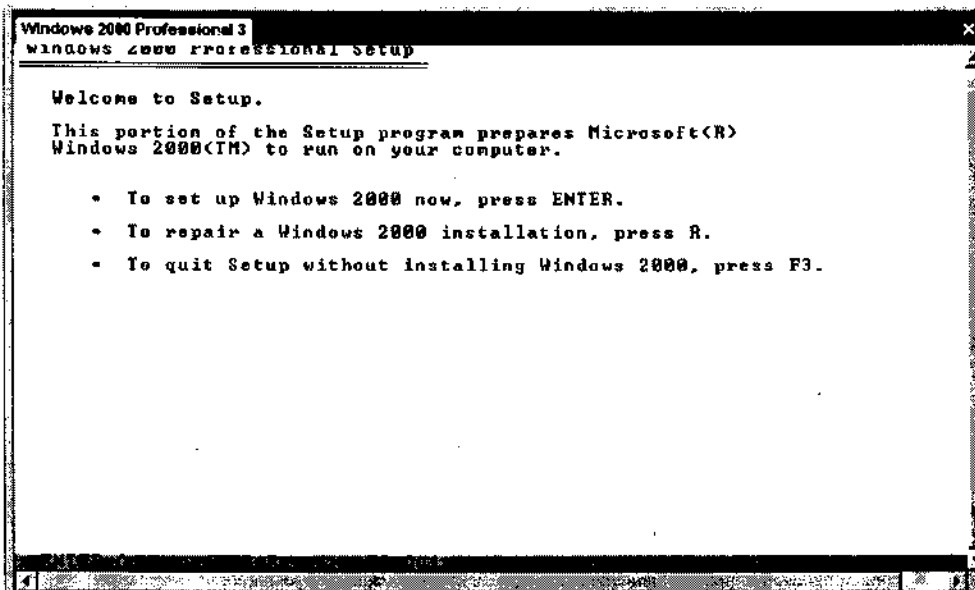 Windows 2000 Professional 3
Windows 2000 Professional Setup
Welcome to Setup.
This portion of the Setup program prepares Microsoft(R)
Windows 2000(TM) to run on your computer.
• To set up Windows 2000 now, press ENTER.
• To repair a Windows 2000 installation, press R.
• To quit Setup without installing Windows 2000, press F3.